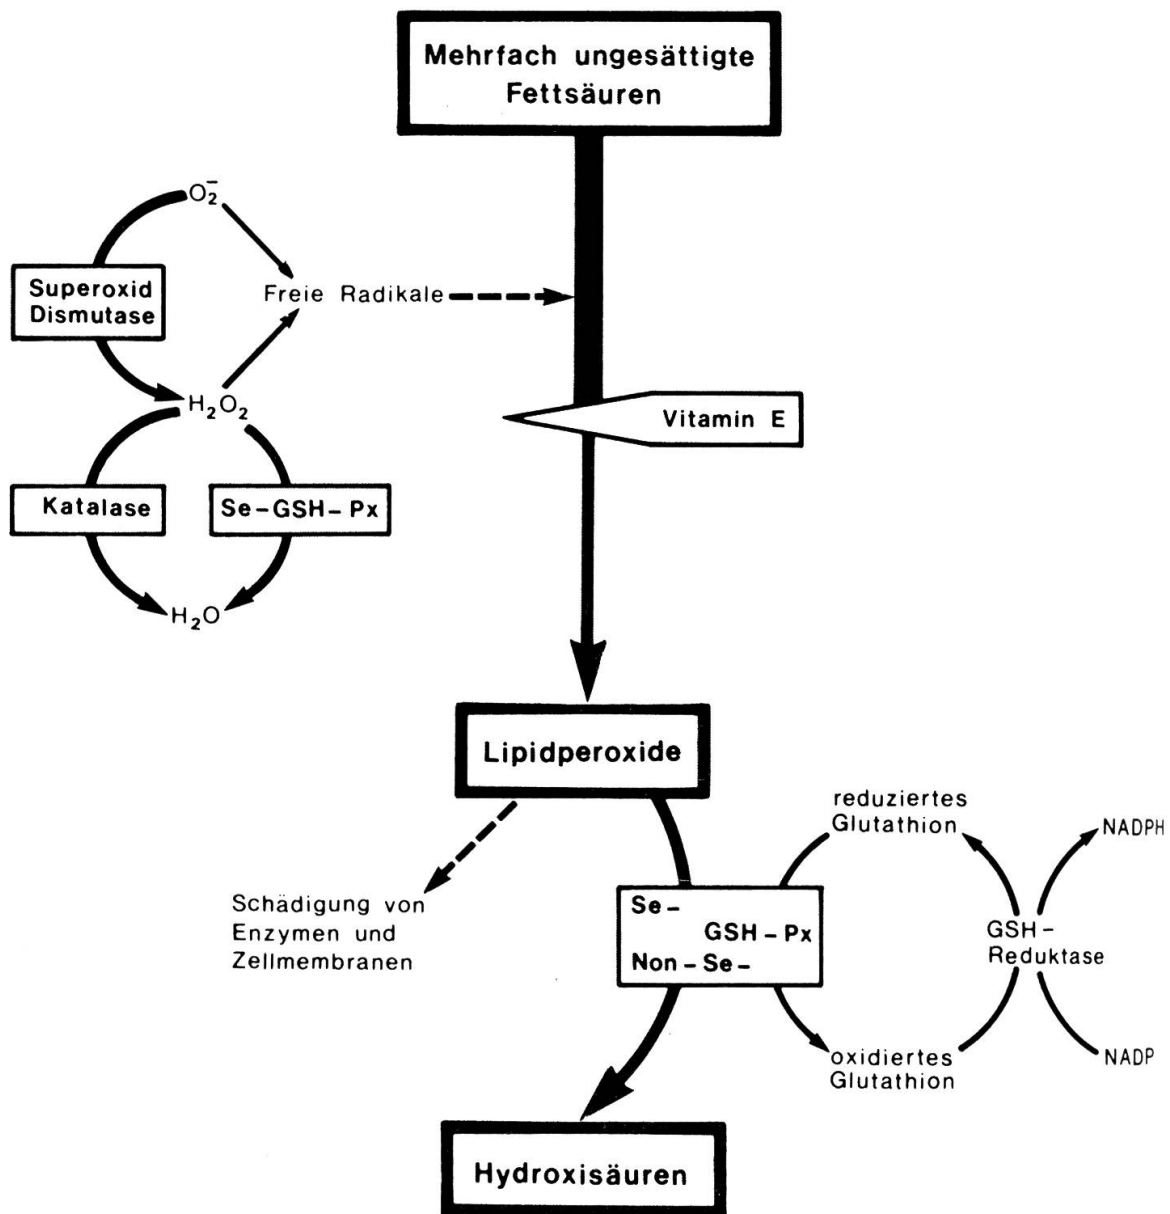 Mehrfach ungesättigte
Fettsäuren
O₂⁻
Superoxid
Dismutase
Freie Radikale
H₂O₂
Vitamin E
Katalase
Se-GSH-Px
H₂O
Lipidperoxide
reduziertes
Glutathion
NADPH
Schädigung von
Enzymen und
Zellmembranen
Se-
GSH-Px
Non-Se-
GSH-
Reduktase
oxidiertes
Glutathion
NADP
Hydroxisäuren